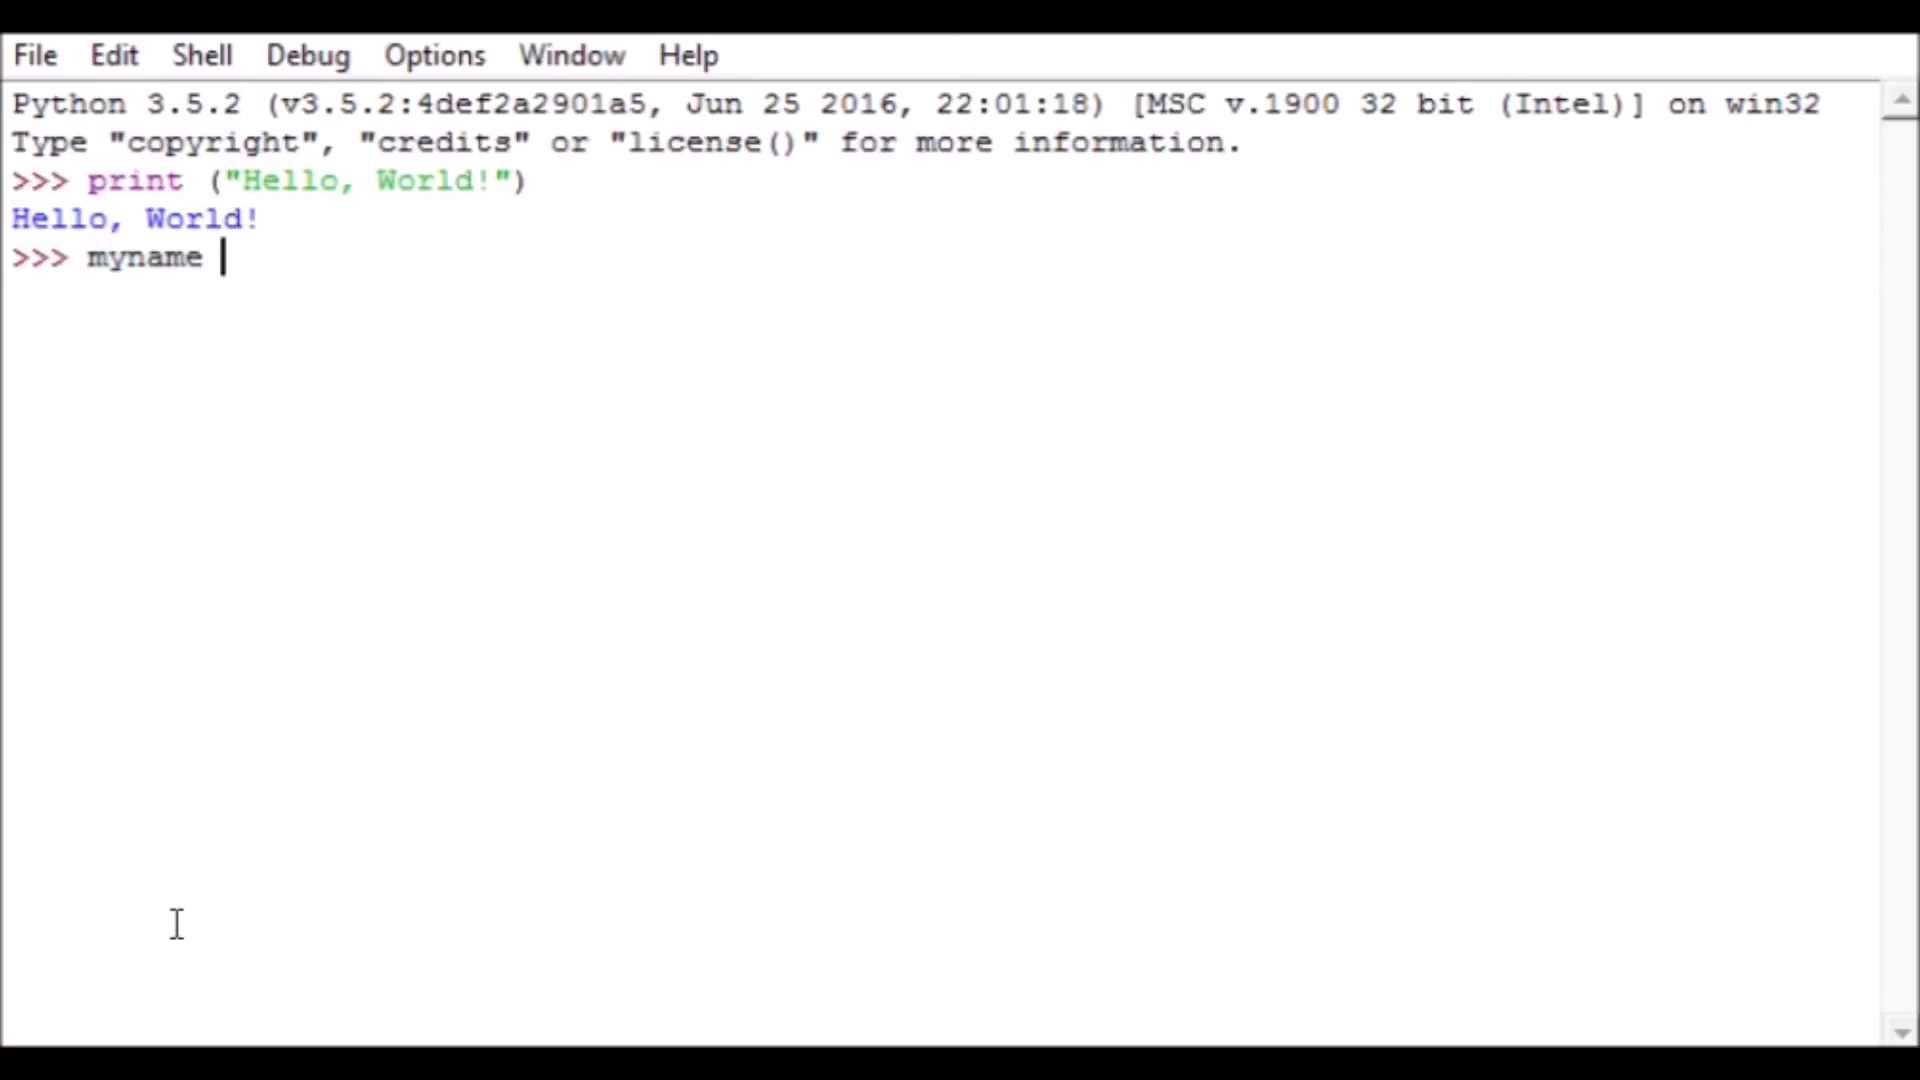 File Edit Shell Debug Options Window Help
Python 3.5.2 (v3.5.2:4def2a2901a5, Jun 25 2016, 22:01:18) [MSC v.1900 32 bit (Intel)] on win32
Type "copyright", "credits" or "license()" for more information.
>>> print ("Hello, World!")
Hello, World!
>>> myname